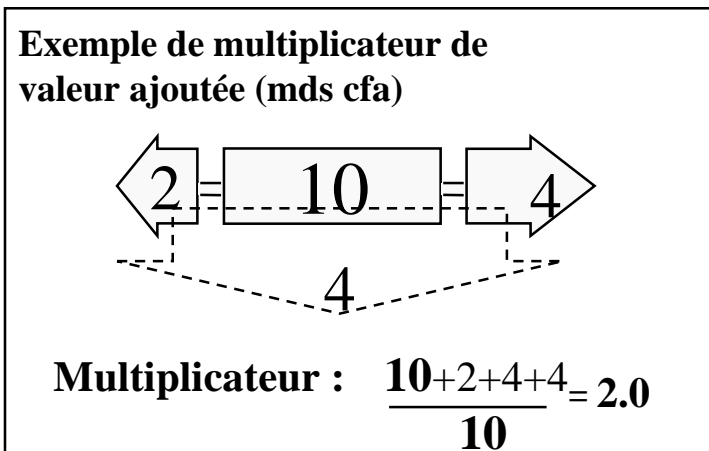 Exemple de multiplicateur de
valeur ajoutée (mds cfa)
2 = 10 = 4
4
Multiplicateur : 10+2+4+4 = 2.0
10